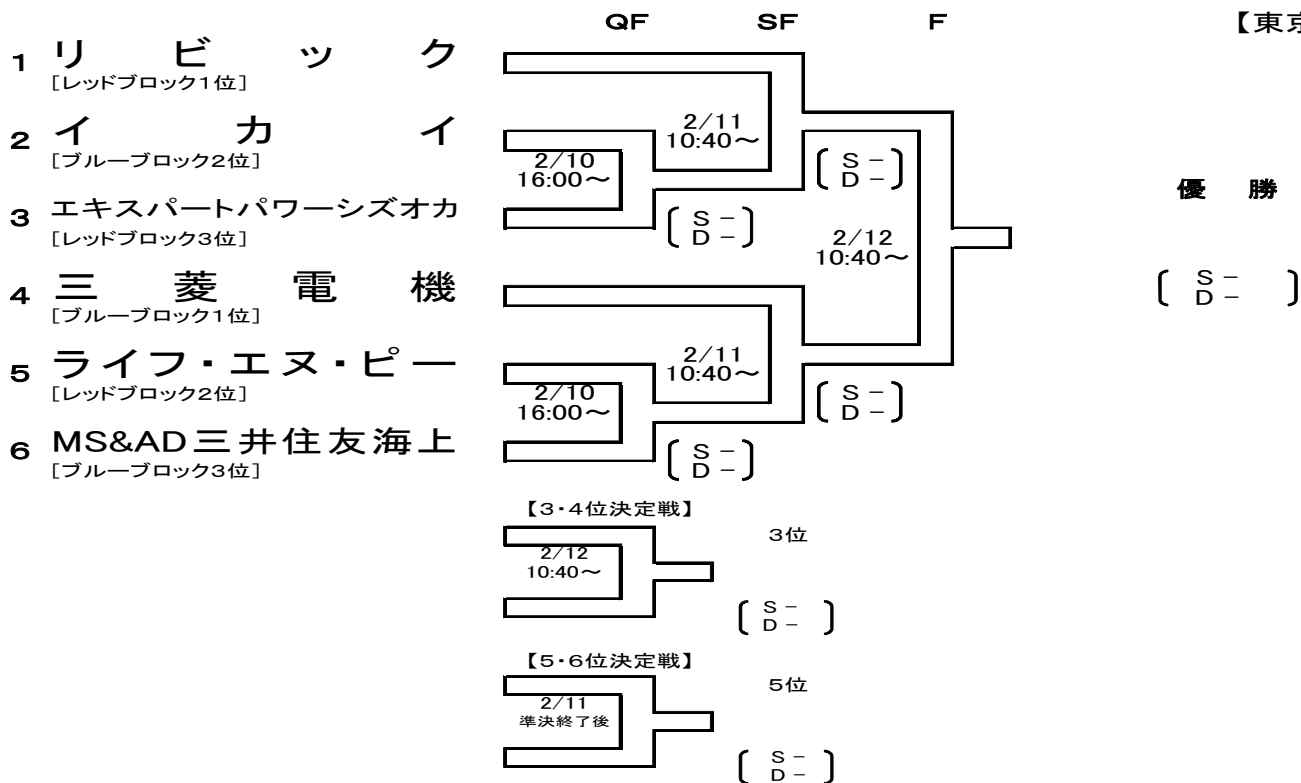 QF SF F 【東京
1 リビック
[レッドブロック1位]
2 イカイ
[ブルーブロック2位]
3 エキスパートパワーシズオカ
[レッドブロック3位]
4 三菱電機
[ブルーブロック1位]
5 ライフ・エヌ・ピー
[レッドブロック2位]
6 MS&AD三井住友海上
[ブルーブロック3位]
2/10
16:00～
S -
D -
2/10
16:00～
S -
D -
2/11
10:40～
S -
D -
2/11
10:40～
S -
D -
2/12
10:40～
優 勝
S -
D -
【3・4位決定戦】
2/12
10:40～
3位
S -
D -
【5・6位決定戦】
2/11
準決終了後
5位
S -
D -